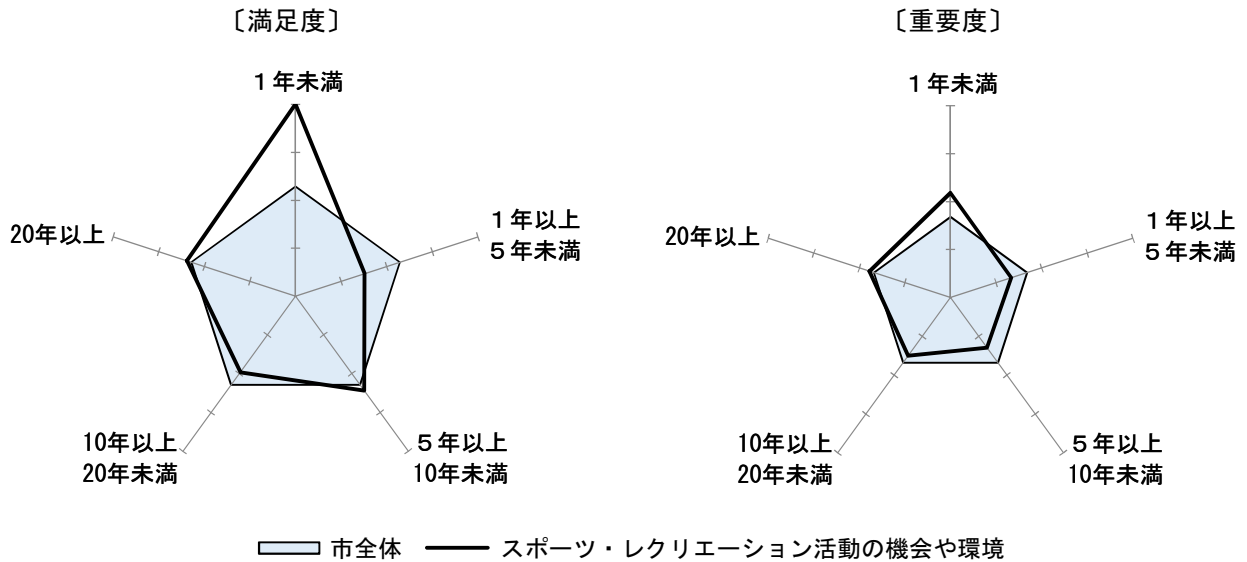 〔満足度〕
１年未満
１年以上
５年未満
５年以上
10年未満
10年以上
20年未満
20年以上
〔重要度〕
１年未満
１年以上
５年未満
５年以上
10年未満
10年以上
20年未満
20年以上
市全体
スポーツ・レクリエーション活動の機会や環境